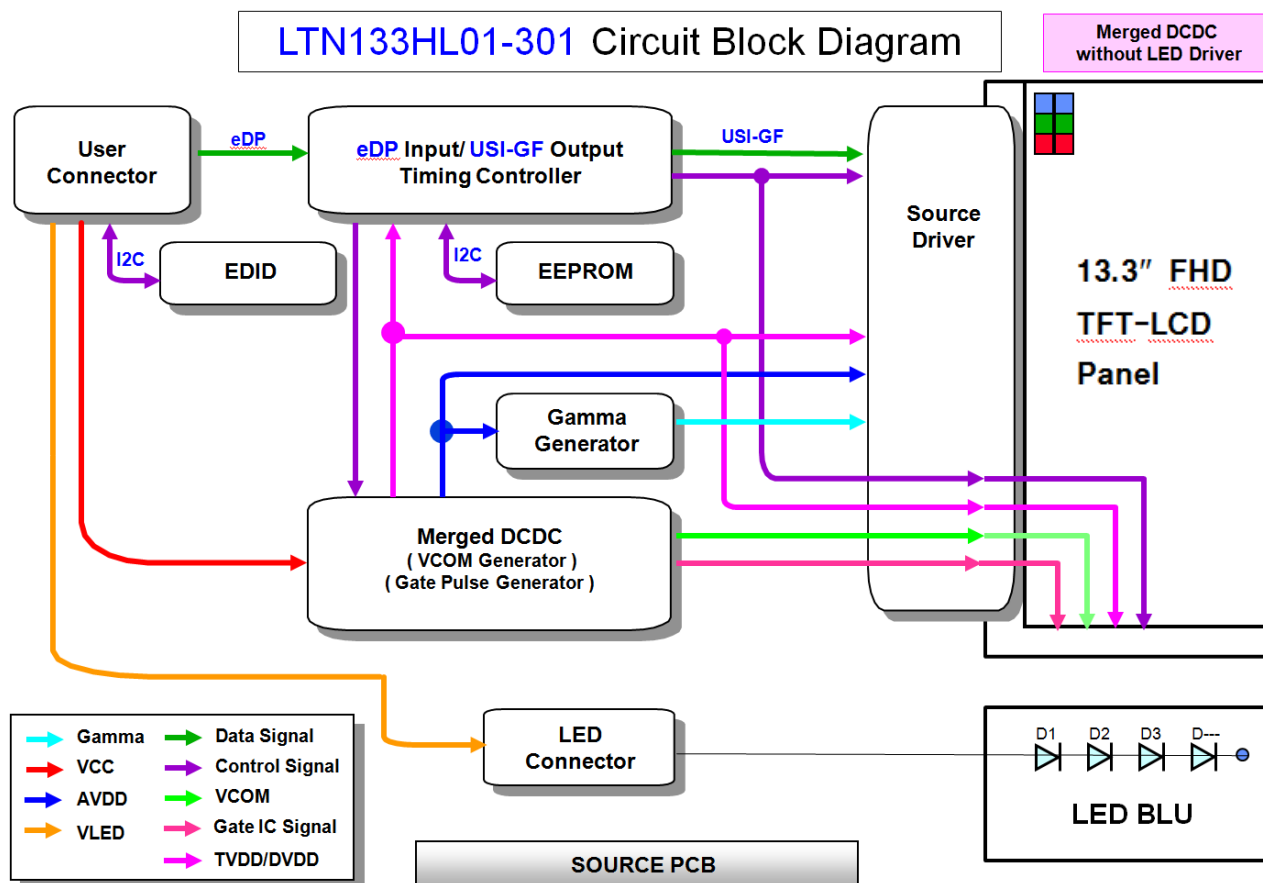 LTN133HL01-301 Circuit Block Diagram
Merged DCDC
without LED Driver
User
Connector
eDP
eDP Input/ USI-GF Output
Timing Controller
USI-GF
Source
Driver
I2C
EDID
I2C
EEPROM
13.3" FHD
TFT-LCD
Panel
Gamma
Generator
Merged DCDC
( VCOM Generator )
( Gate Pulse Generator )
LED
Connector
D1
D2
D3
D---
LED BLU
Gamma
VCC
AVDD
VLED
Data Signal
Control Signal
VCOM
Gate IC Signal
TVDD/DVDD
SOURCE PCB